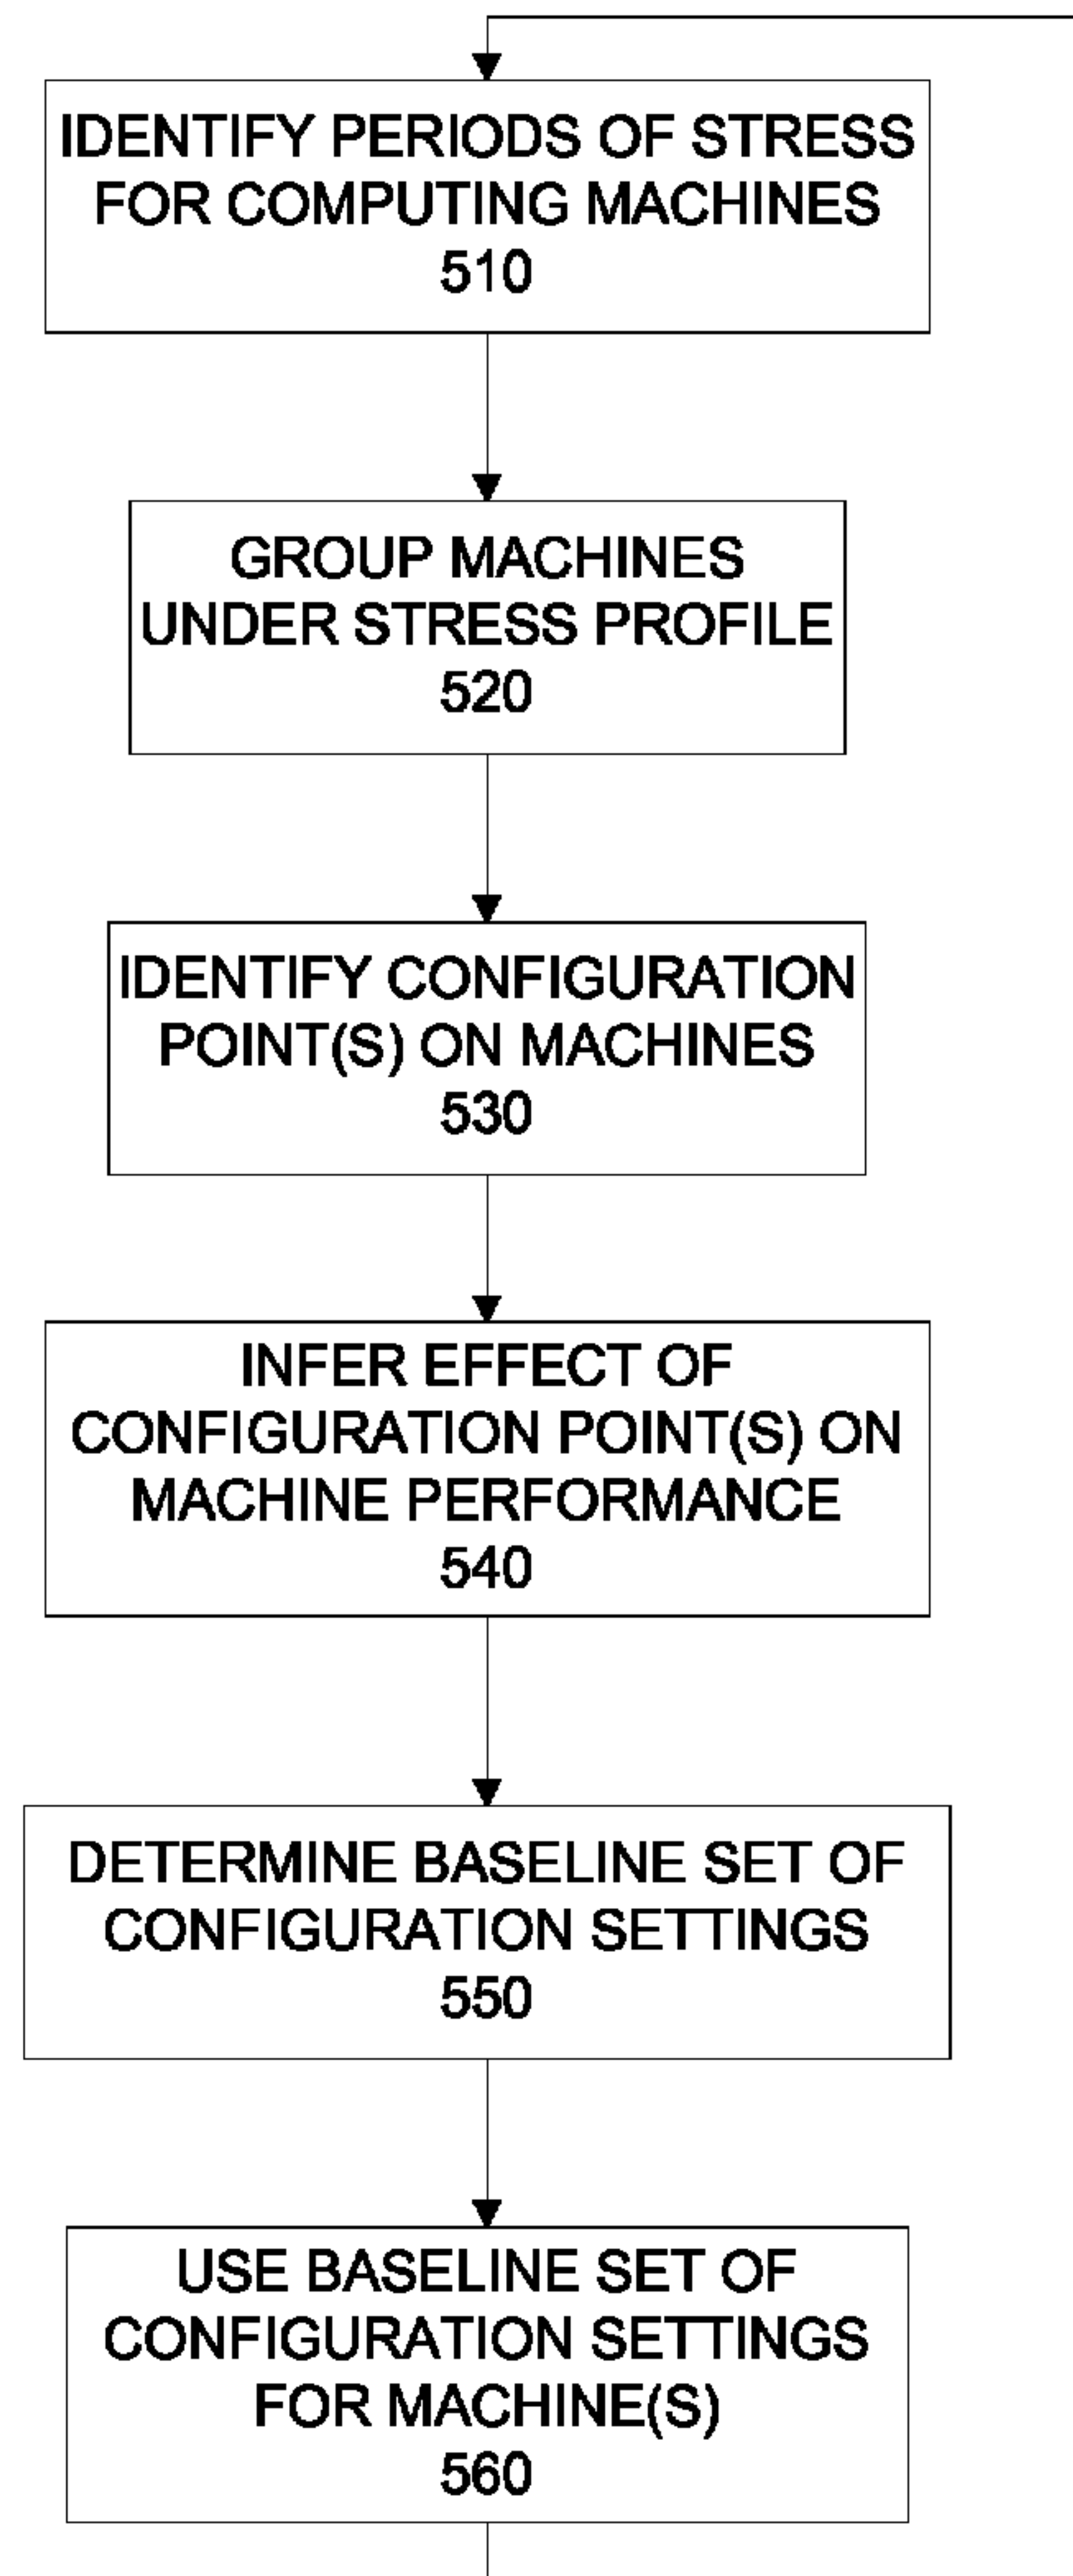 IDENTIFY PERIODS OF STRESS
FOR COMPUTING MACHINES
510
GROUP MACHINES
UNDER STRESS PROFILE
520
IDENTIFY CONFIGURATION
POINT(S) ON MACHINES
530
INFER EFFECT OF
CONFIGURATION POINT(S) ON
MACHINE PERFORMANCE
540
DETERMINE BASELINE SET OF
CONFIGURATION SETTINGS
550
USE BASELINE SET OF
CONFIGURATION SETTINGS
FOR MACHINE(S)
560